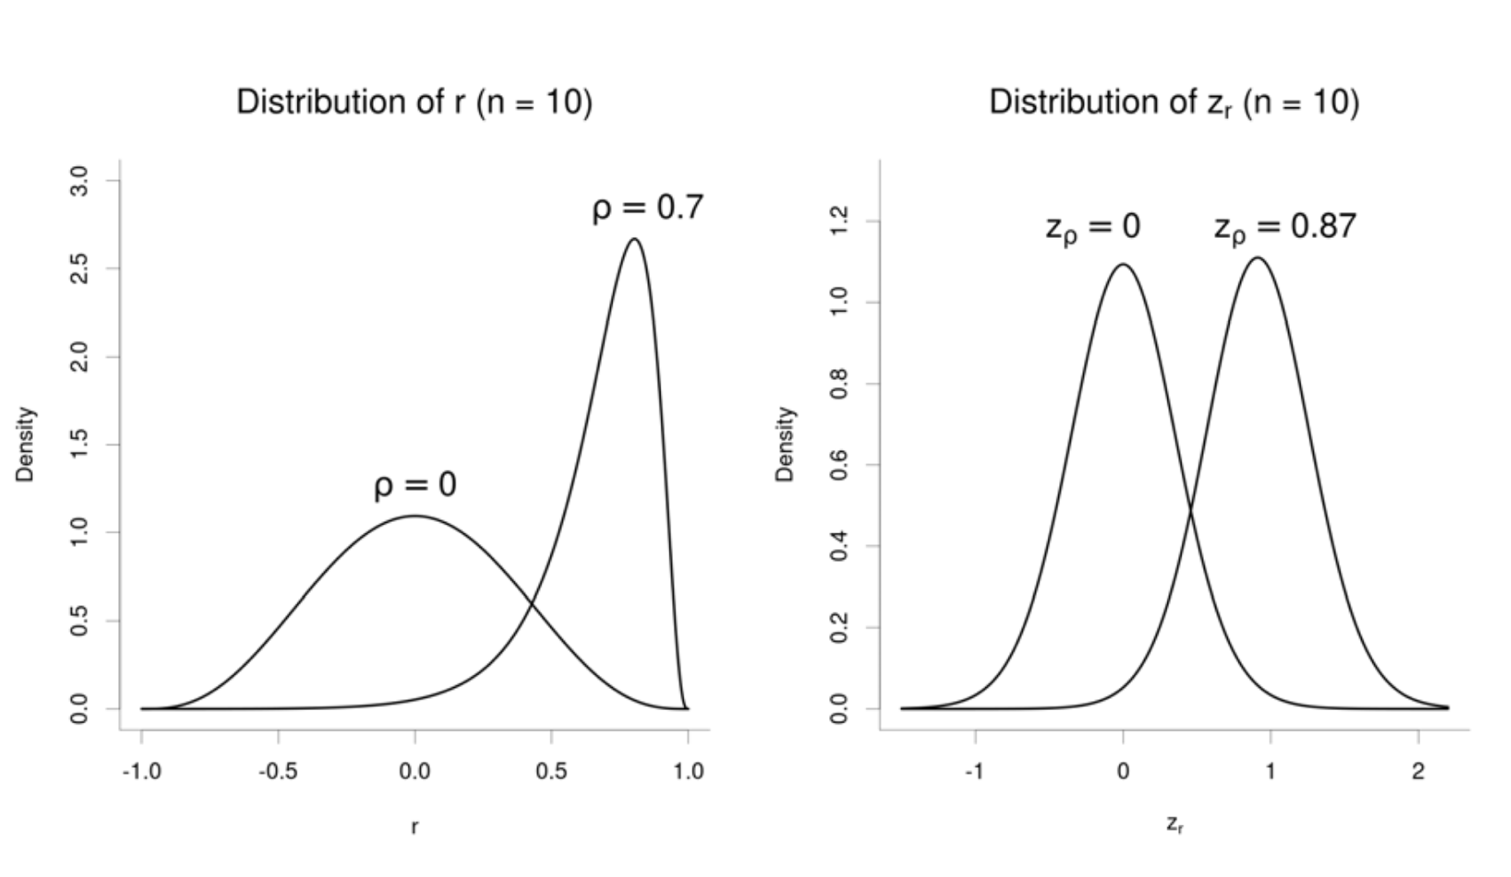 Distribution of r (n = 10)
3.0
2.5
2.0
1.5
1.0
0.5
0.0
Density
ρ = 0.7
ρ = 0
-1.0 -0.5 0.0 0.5 1.0
r
Distribution of zᵣ (n = 10)
1.2
1.0
0.8
0.6
0.4
0.2
0.0
Density
zᵨ = 0 zᵨ = 0.87
-1 0 1 2
zᵣ